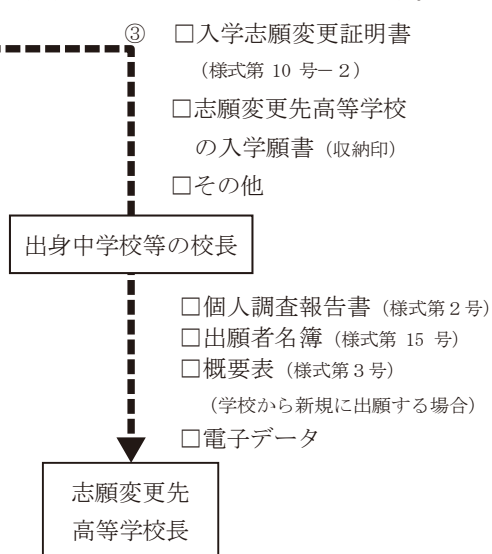 ③ □入学志願変更証明書
（様式第 10 号－２）
□志願変更先高等学校
の入学願書（収納印）
□その他
出身中学校等の校長
□個人調査報告書（様式第２号）
□出願者名簿（様式第 15 号）
□概要表（様式第３号）
（学校から新規に出願する場合）
□電子データ
志願変更先
高等学校長